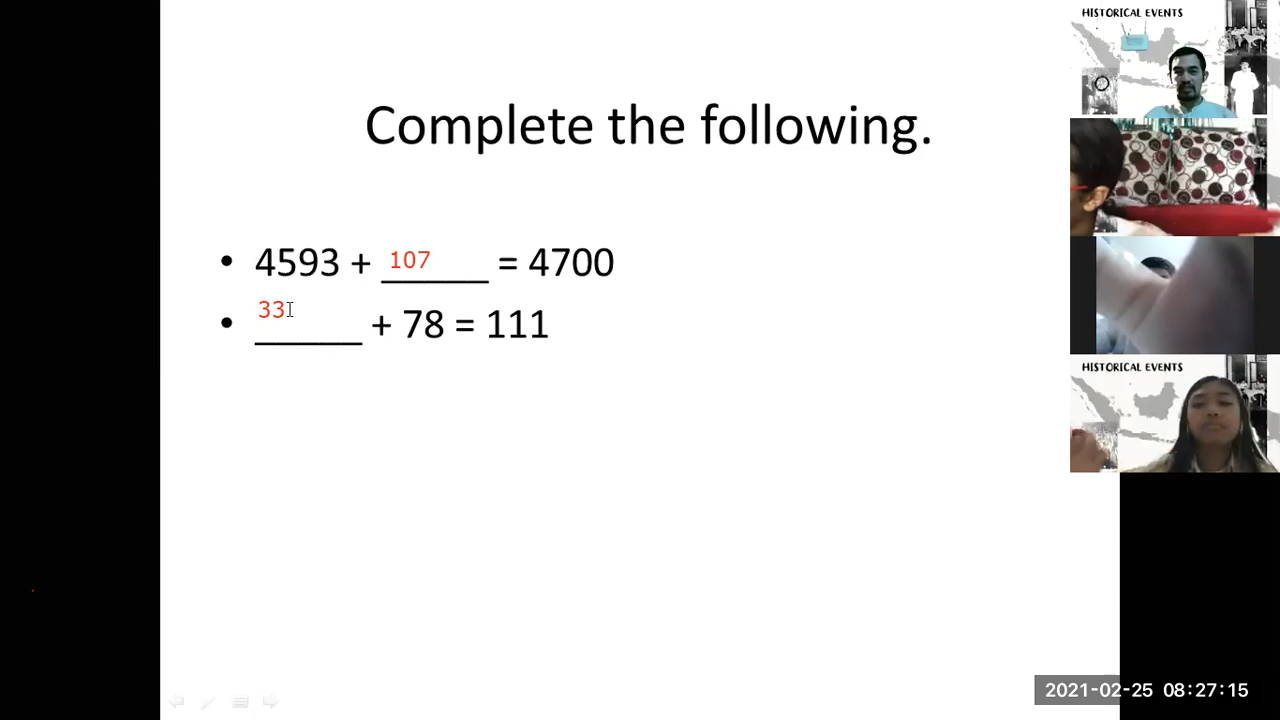 HISTORICAL EVENTS
Complete the following.
• 4593 + 107 = 4700
• 33 + 78 = 111
HISTORICAL EVENTS
2021-02-25 08:27:15